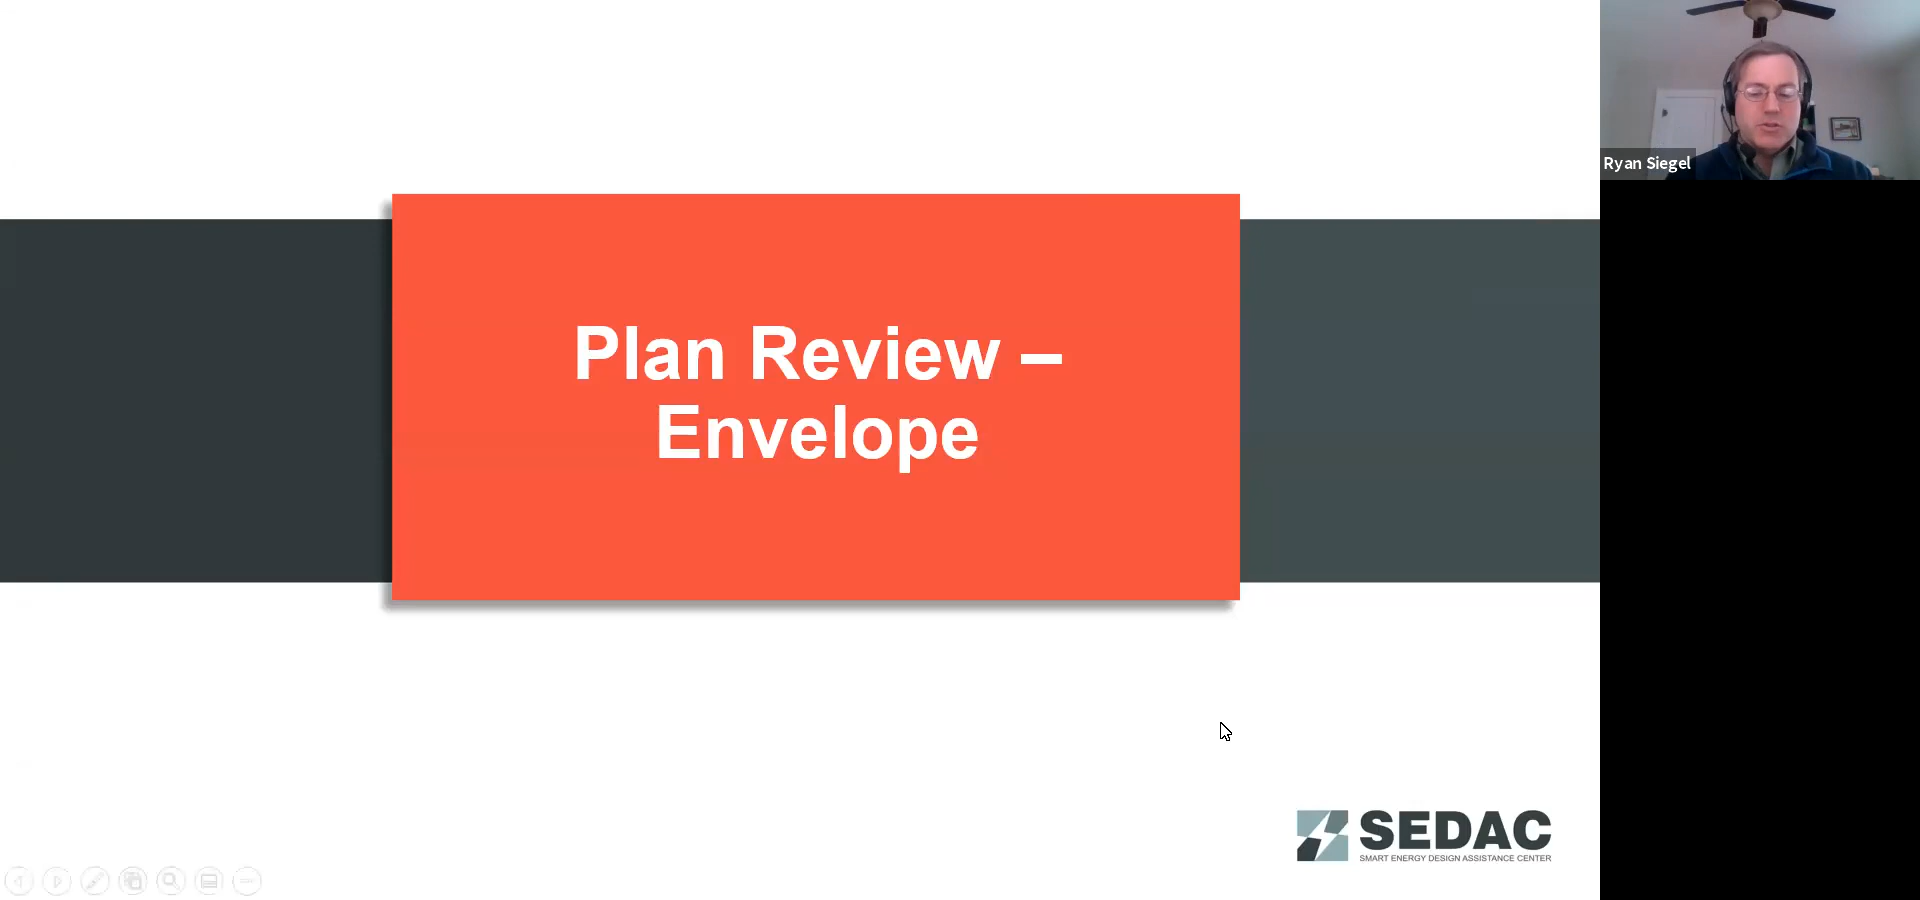 Plan Review –
Envelope
Ryan Siegel
SEDAC
SMART ENERGY DESIGN ASSISTANCE CENTER